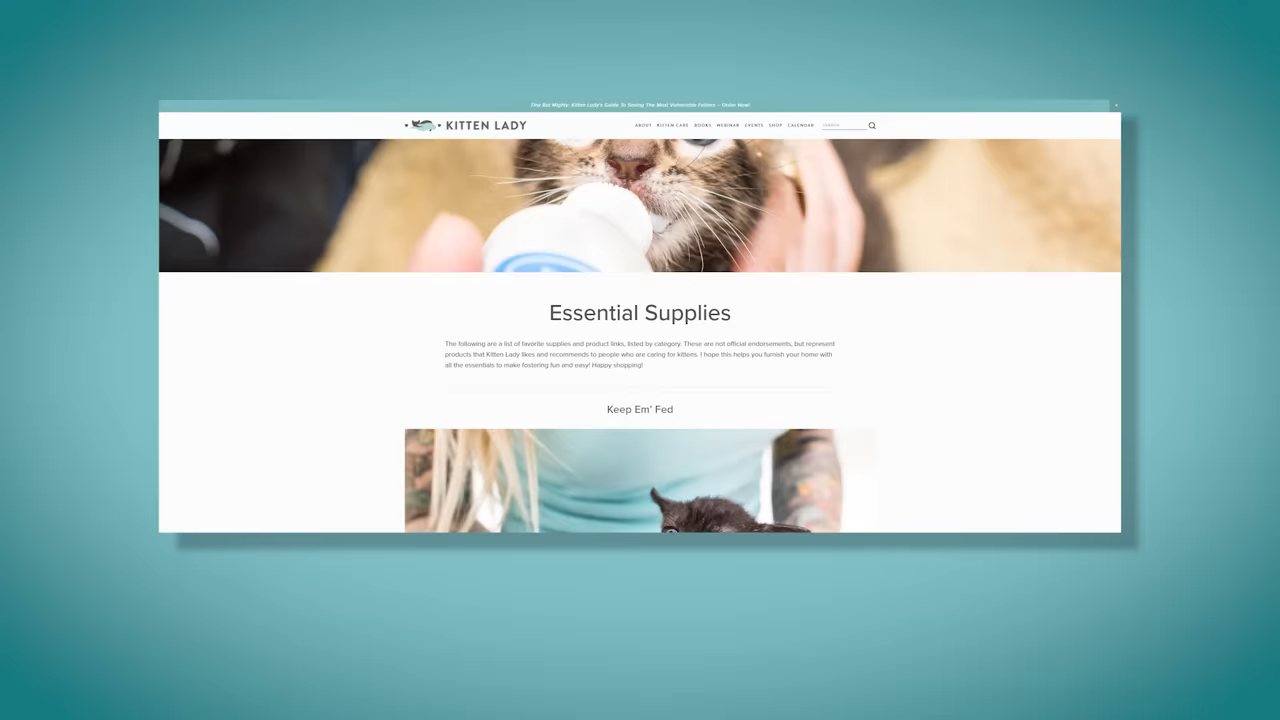 Tiny But Mighty: Kitten Lady's Guide To Saving The Most Vulnerable Felines – Order Now!
KITTEN LADY
ABOUT KITTEN CARE BOOKS WEBINAR EVENTS SHOP CALENDAR SEARCH
Essential Supplies
The following are a list of favorite supplies and product links, listed by category. These are not official endorsements, but represent
products that Kitten Lady likes and recommends to people who are caring for kittens. I hope this helps you furnish your home with
all the essentials to make fostering fun and easy! Happy shopping!
Keep Em' Fed